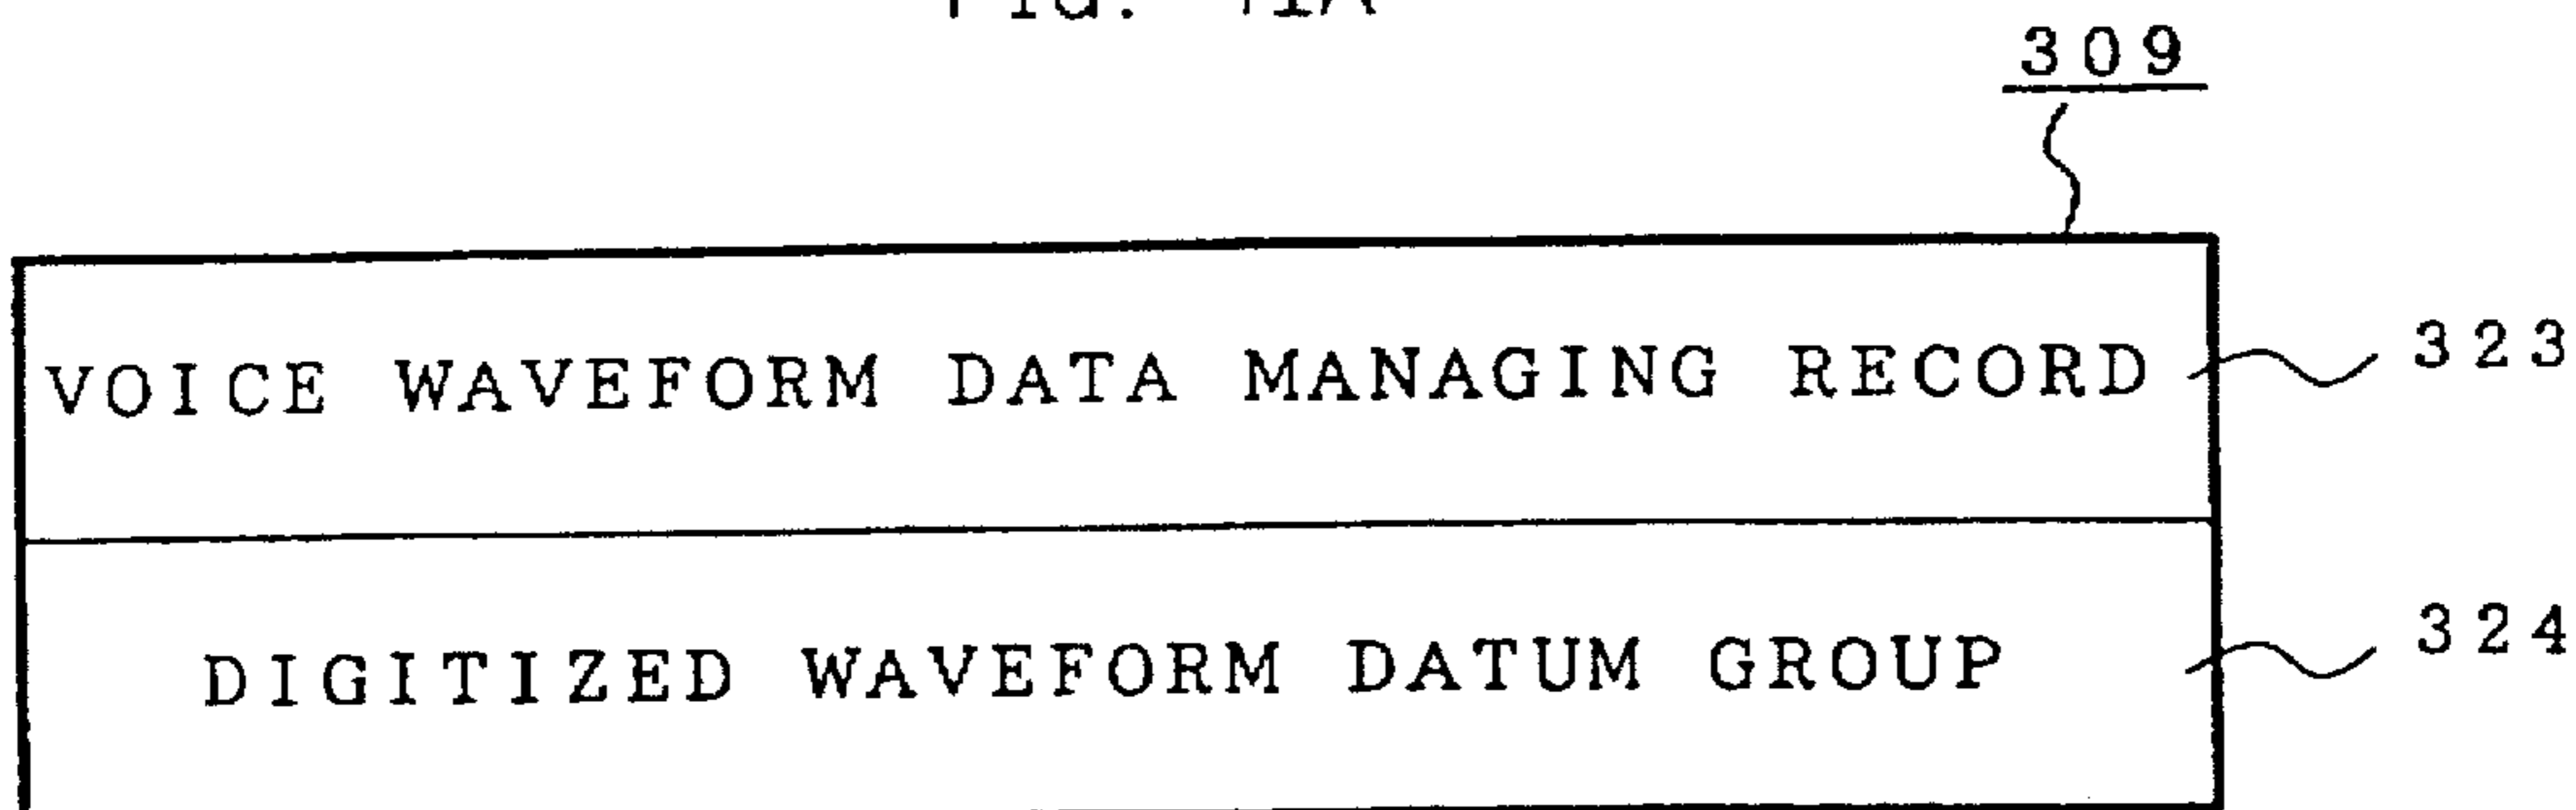 309
VOICE WAVEFORM DATA MANAGING RECORD 323
DIGITIZED WAVEFORM DATUM GROUP 324